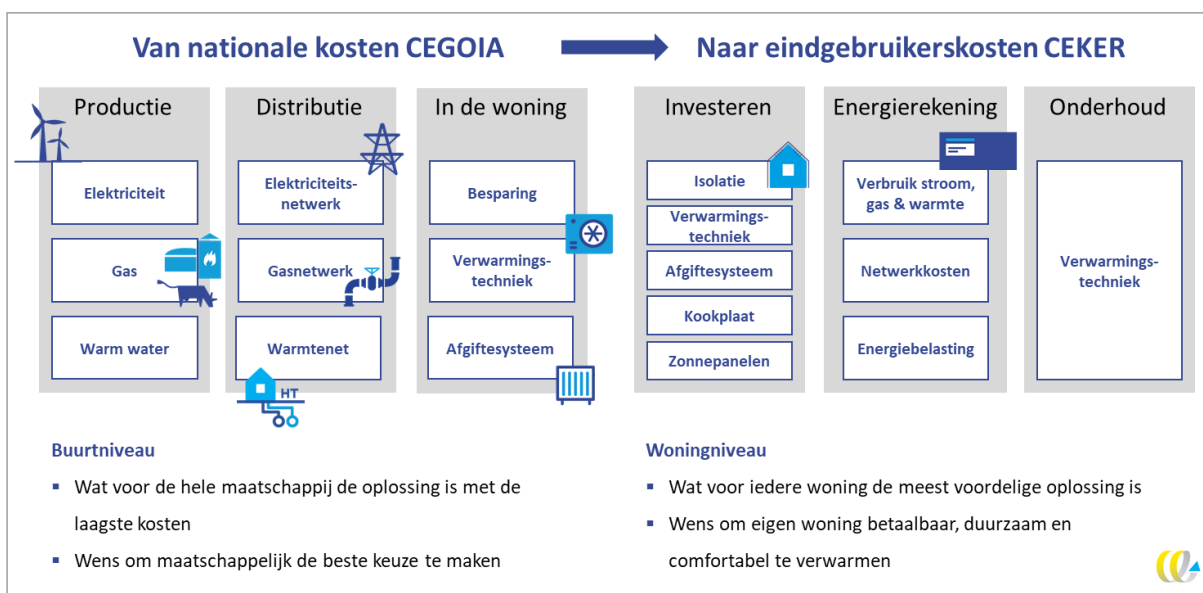 Van nationale kosten CEGOIA
Naar eindgebruikerskosten CEKER
Productie
Elektriciteit
Gas
Warm water
Distributie
Elektriciteits-
netwerk
Gasnetwerk
Warmtenet
HT
In de woning
Besparing
Verwarmings-
techniek
Afgiftesysteem
Investeren
Isolatie
Verwarmings-
techniek
Afgiftesysteem
Kookplaat
Zonnepanelen
Energierekening
Verbruik stroom,
gas & warmte
Netwerkkosten
Energiebelasting
Onderhoud
Verwarmings-
techniek
Buurtniveau
▪ Wat voor de hele maatschappij de oplossing is met de
laagste kosten
▪ Wens om maatschappelijk de beste keuze te maken
Woningniveau
▪ Wat voor iedere woning de meest voordelige oplossing is
▪ Wens om eigen woning betaalbaar, duurzaam en
comfortabel te verwarmen